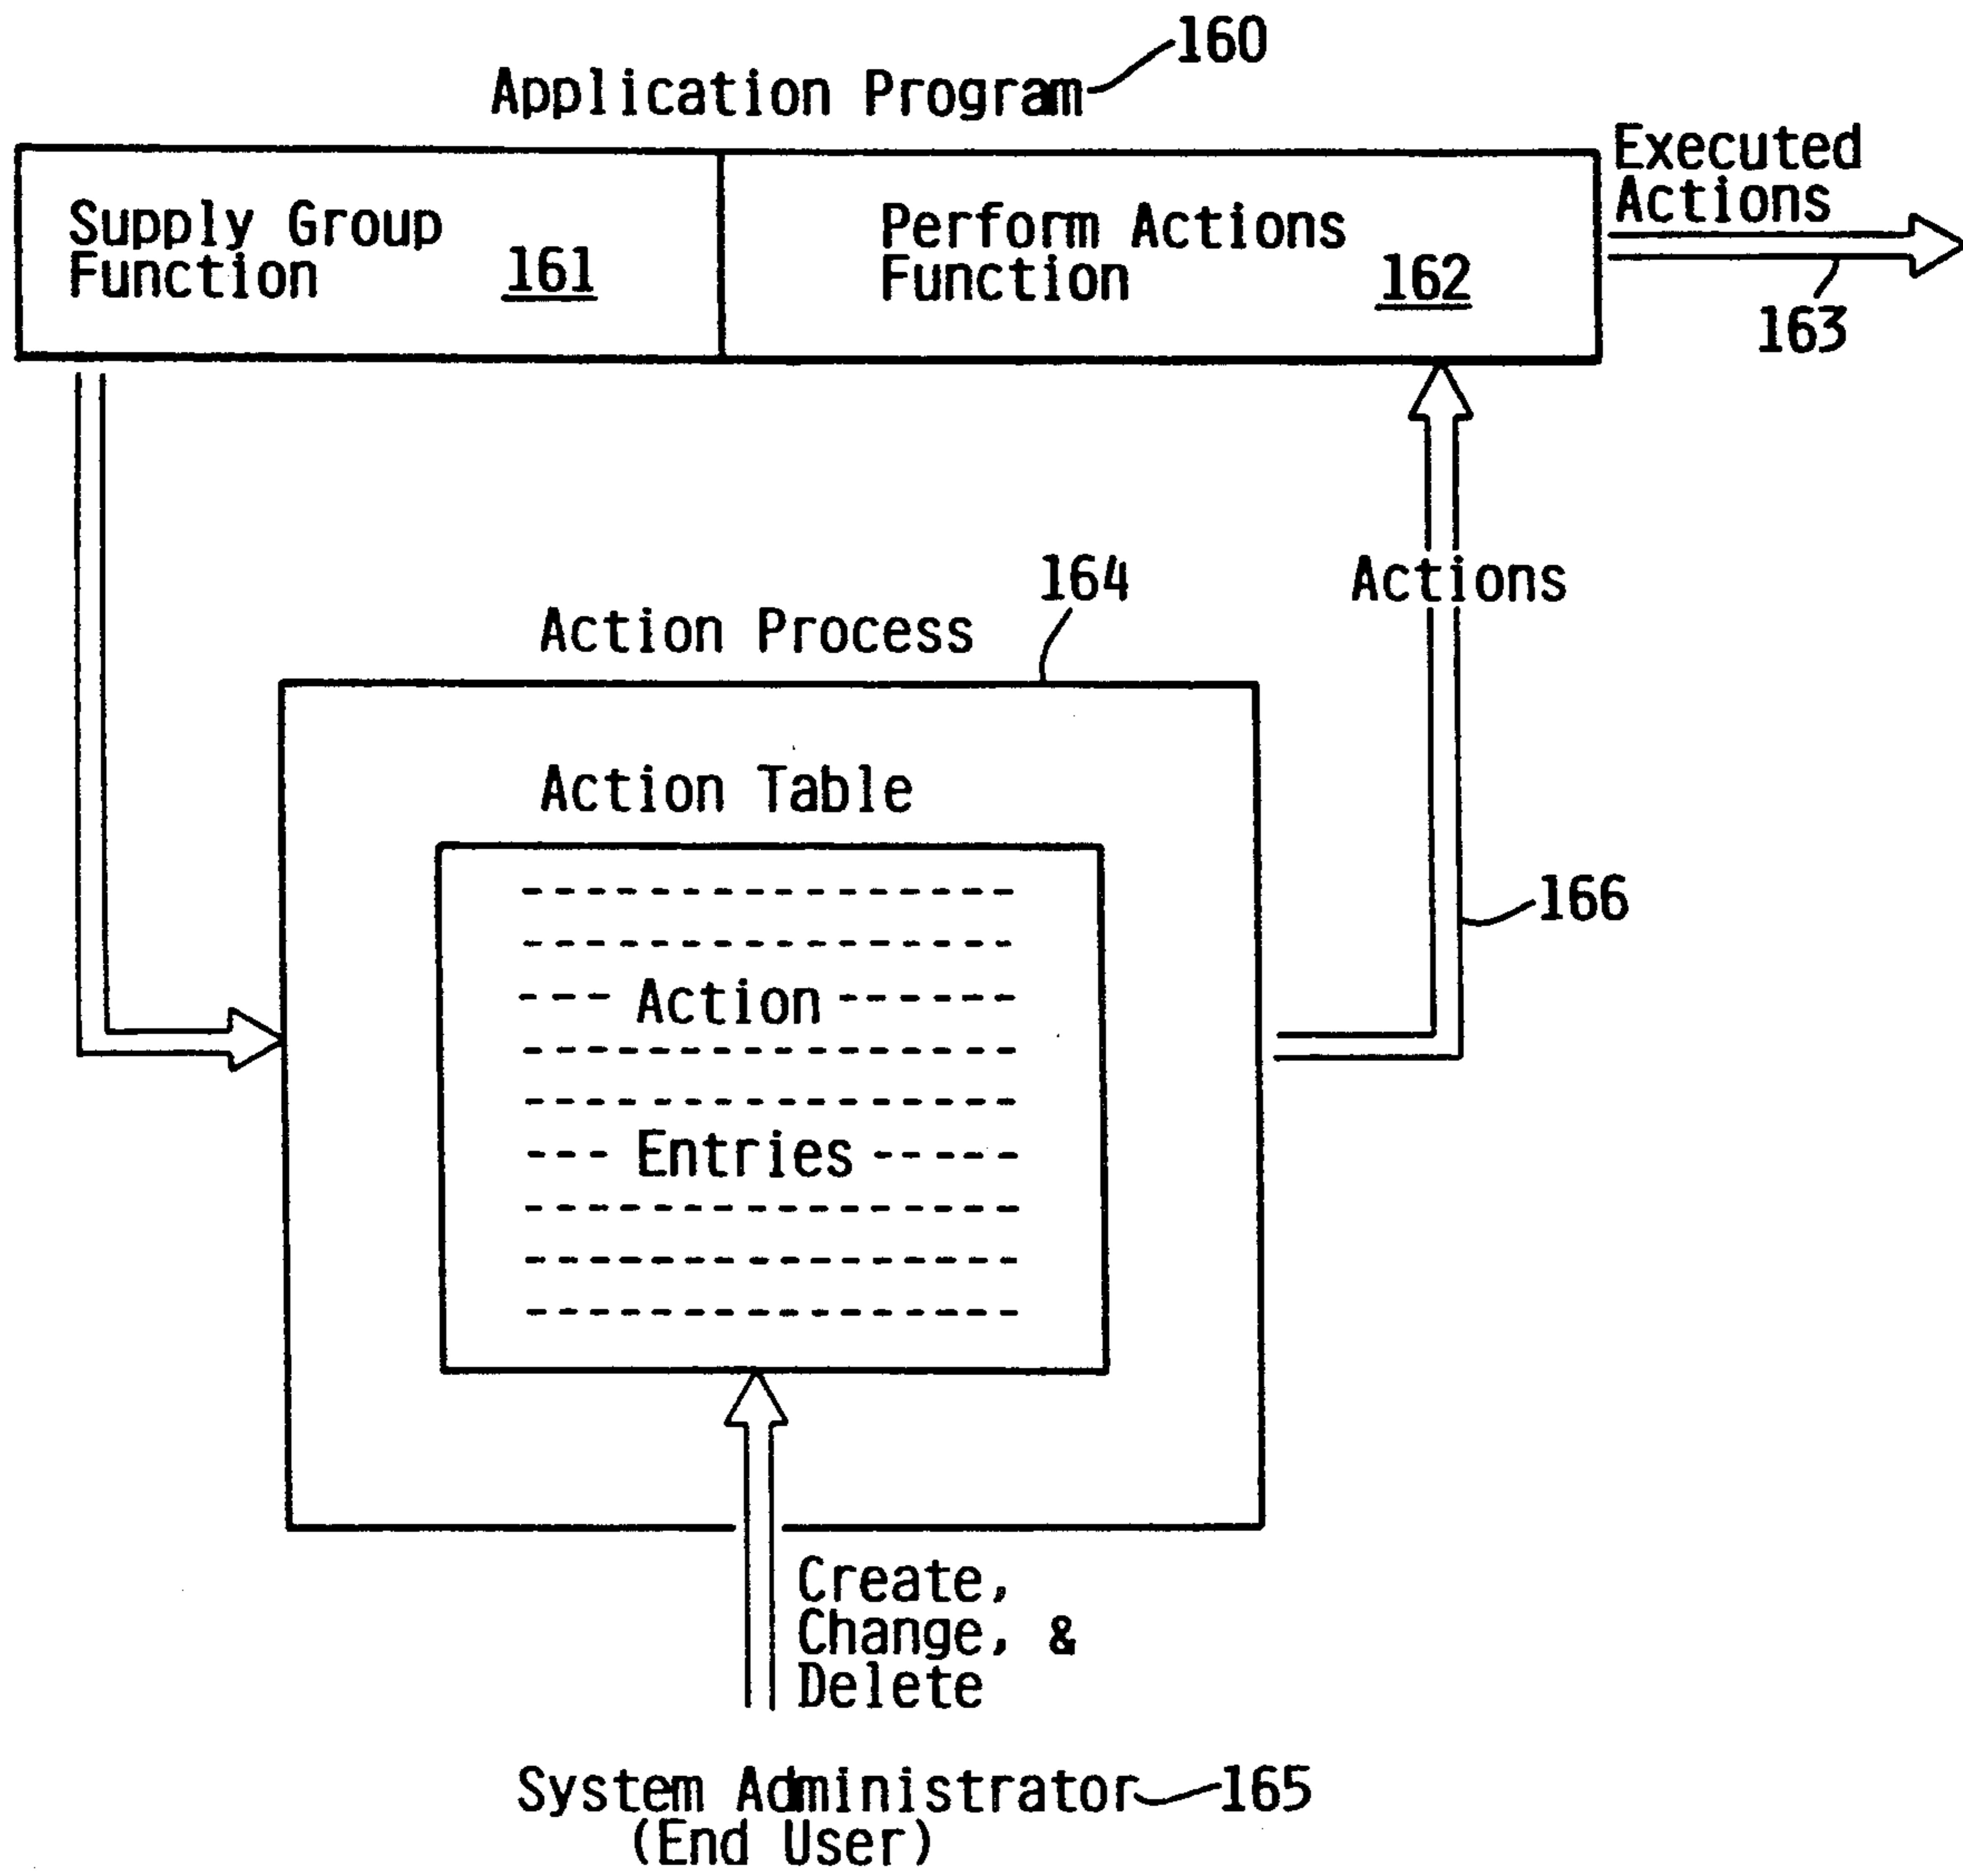 160
Application Program
Executed
Actions
Supply Group
Function
161
Perform Actions
Function
162
163
Actions
164
Action Process
Action Table
166
Action
Entries
Create,
Change, &
Delete
System Administrator
165
(End User)